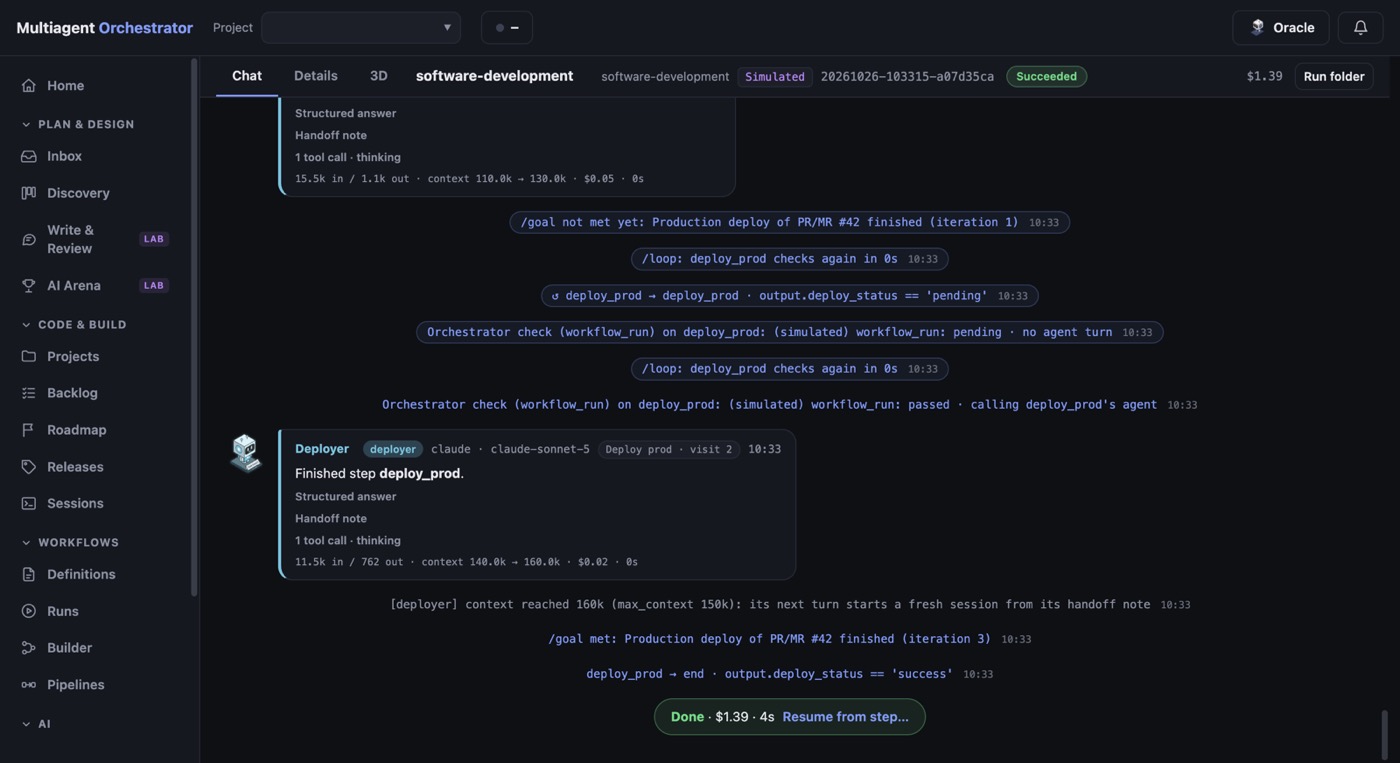 Multiagent Orchestrator
Project
–
Oracle
Home
PLAN & DESIGN
Inbox
Discovery
Write &
Review
LAB
AI Arena
LAB
CODE & BUILD
Projects
Backlog
Roadmap
Releases
Sessions
WORKFLOWS
Definitions
Runs
Builder
Pipelines
AI
Chat Details 3D software-development software-development Simulated 20261026-103315-a07d35ca Succeeded $1.39 Run folder
Structured answer
Handoff note
1 tool call · thinking
15.5k in / 1.1k out · context 110.0k → 130.0k · $0.05 · 0s
/goal not met yet: Production deploy of PR/MR #42 finished (iteration 1) 10:33
/loop: deploy_prod checks again in 0s 10:33
↺ deploy_prod → deploy_prod · output.deploy_status == 'pending' 10:33
Orchestrator check (workflow_run) on deploy_prod: (simulated) workflow_run: pending · no agent turn 10:33
/loop: deploy_prod checks again in 0s 10:33
Orchestrator check (workflow_run) on deploy_prod: (simulated) workflow_run: passed · calling deploy_prod's agent 10:33
Deployer deployer claude · claude-sonnet-5 Deploy prod · visit 2 10:33
Finished step deploy_prod.
Structured answer
Handoff note
1 tool call · thinking
11.5k in / 762 out · context 140.0k → 160.0k · $0.02 · 0s
[deployer] context reached 160k (max_context 150k): its next turn starts a fresh session from its handoff note 10:33
/goal met: Production deploy of PR/MR #42 finished (iteration 3) 10:33
deploy_prod → end · output.deploy_status == 'success' 10:33
Done · $1.39 · 4s Resume from step...